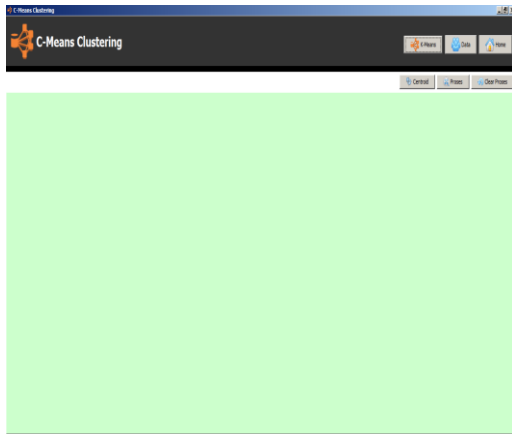 C-Means Clustering
C-Means Clustering
K-Means Data Home
Centroid Proses Clear Proses